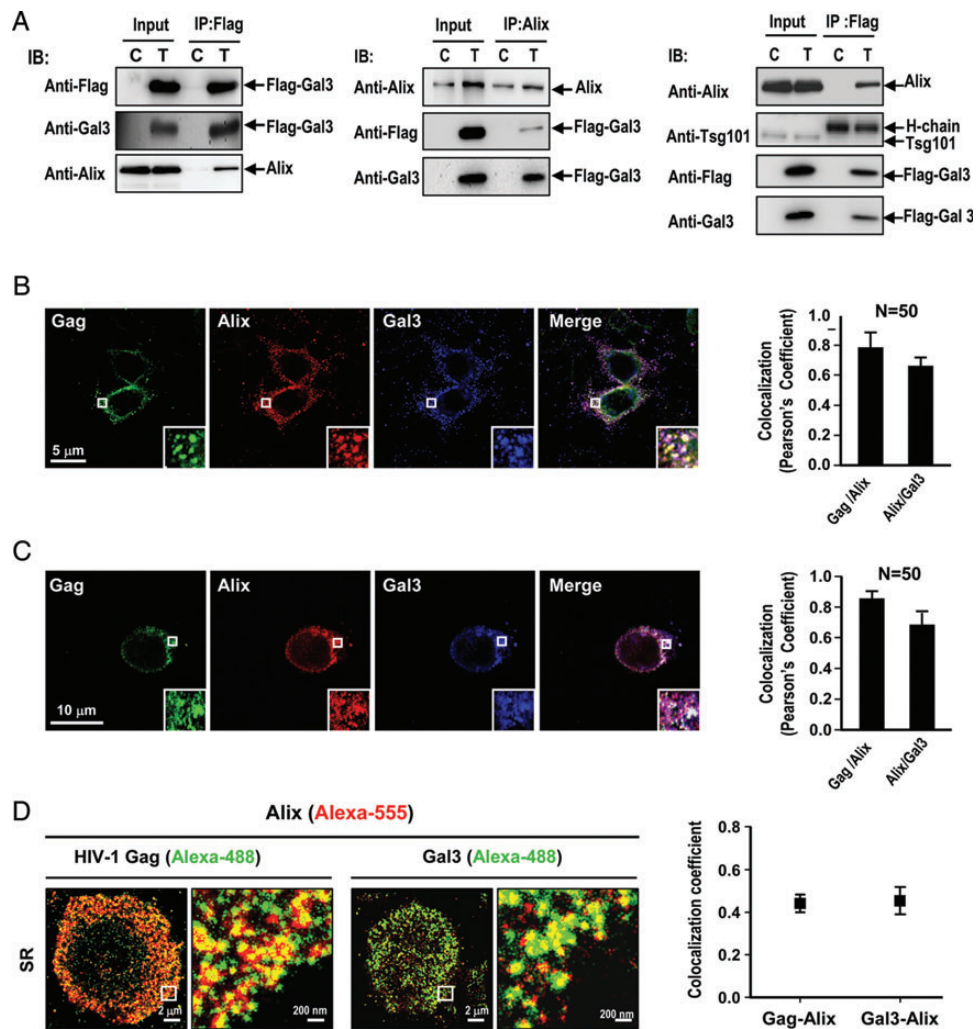 A
Input IP:Flag
IB: C T C T
Anti-Flag Flag-Gal3
Anti-Gal3 Flag-Gal3
Anti-Alix Alix
Input IP:Alix
IB: C T C T
Anti-Alix Alix
Anti-Flag Flag-Gal3
Anti-Gal3 Flag-Gal3
Input IP:Flag
IB: C T C T
Anti-Alix Alix
Anti-Tsg101 H-chain
Tsg101
Anti-Flag Flag-Gal3
Anti-Gal3 Flag-Gal 3
B
Gag Alix Gal3 Merge
5 μm
N=50
Colocalization
(Pearson's Coefficient)
1.0
0.8
0.6
0.4
0.2
0.0
Gag /Alix
Alix/Gal3
C
Gag Alix Gal3 Merge
10 μm
N=50
Colocalization
(Pearson's Coefficient)
1.0
0.8
0.6
0.4
0.2
0.0
Gag /Alix
Alix/Gal3
D
Alix (Alexa-555)
HIV-1 Gag (Alexa-488) Gal3 (Alexa-488)
SR
2 μm 200 nm 2 μm 200 nm
Colocalization coefficient
0.8
0.6
0.4
0.2
0.0
Gag-Alix Gal3-Alix